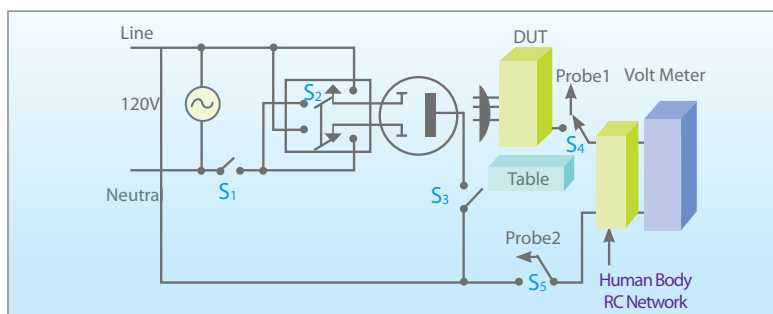 Line
DUT
Probe1
Volt Meter
S2
120V
S4
Neutral
S1
S3
Table
Probe2
S5
Human Body
RC Network